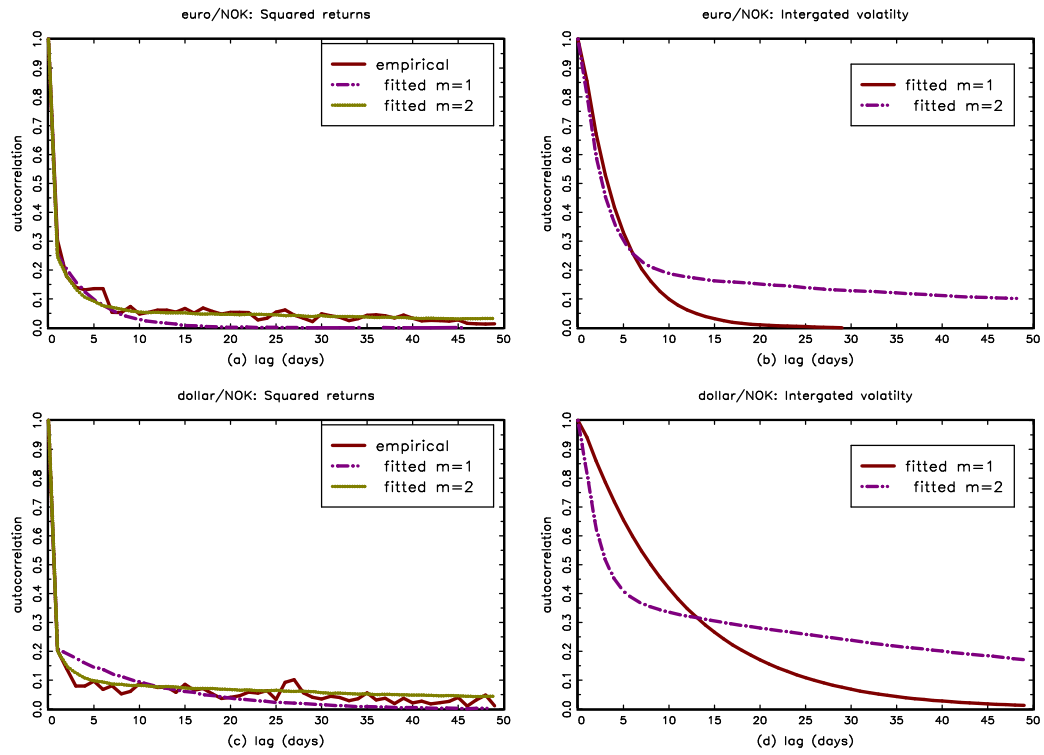 euro/NOK: Squared returns
autocorrelation
1.0
0.9
0.8
0.7
0.6
0.5
0.4
0.3
0.2
0.1
0.0
empirical
fitted m=1
fitted m=2
0 5 10 15 20 25 30 35 40 45 50
(a) lag (days)
euro/NOK: Intergated volatilty
autocorrelation
1.0
0.9
0.8
0.7
0.6
0.5
0.4
0.3
0.2
0.1
0.0
fitted m=1
fitted m=2
0 5 10 15 20 25 30 35 40 45 50
(b) lag (days)
dollar/NOK: Squared returns
autocorrelation
1.0
0.9
0.8
0.7
0.6
0.5
0.4
0.3
0.2
0.1
0.0
empirical
fitted m=1
fitted m=2
0 5 10 15 20 25 30 35 40 45 50
(c) lag (days)
dollar/NOK: Intergated volatilty
autocorrelation
1.0
0.9
0.8
0.7
0.6
0.5
0.4
0.3
0.2
0.1
0.0
fitted m=1
fitted m=2
0 5 10 15 20 25 30 35 40 45 50
(d) lag (days)